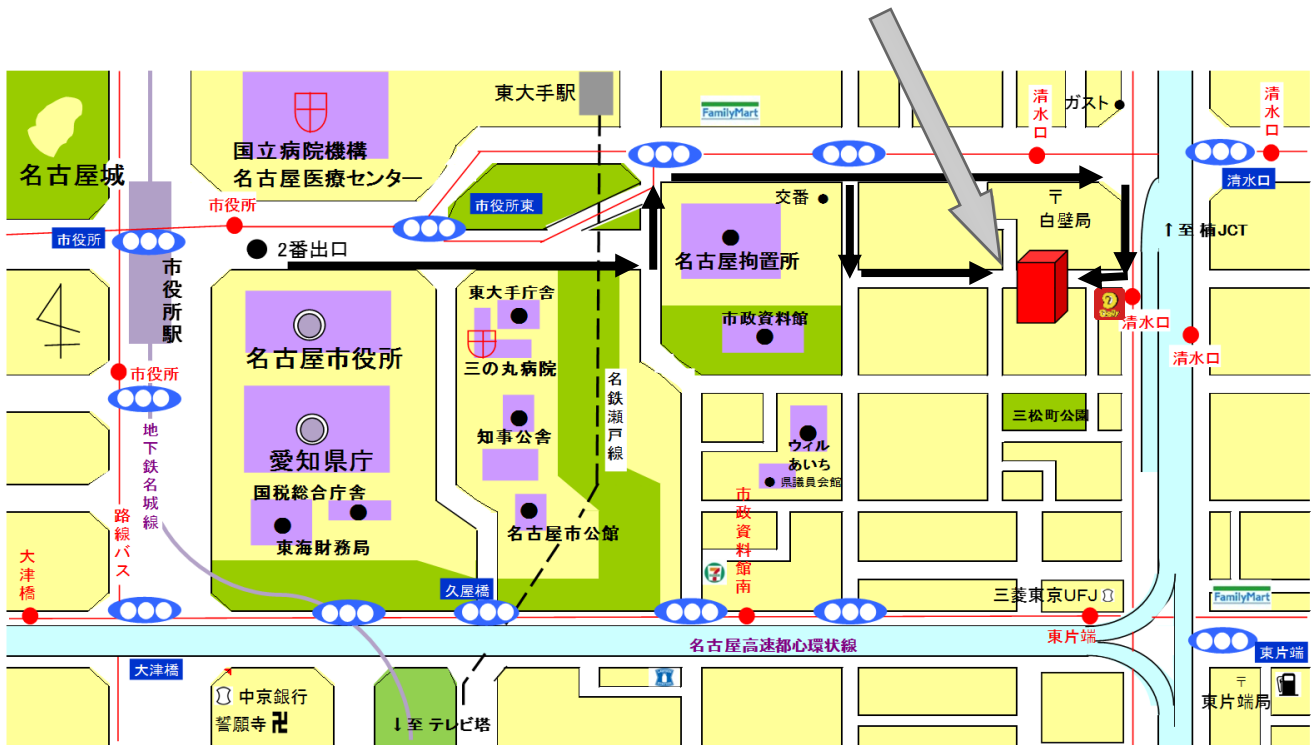 東大手駅
FamilyMart
清水口
ガスト
清水口
国立病院機構
名古屋医療センター
名古屋城
市役所
市役所東
交番
〒
白壁局
清水口
市役所
2番出口
↑至 楠JCT
名古屋拘置所
市役所駅
東大手庁舎
市政資料館
清水口
清水口
名古屋市役所
三の丸病院
市役所
名鉄瀬戸線
三松町公園
地下鉄名城線
知事公舎
ウィル
あいち
愛知県庁
県議員会館
国税総合庁舎
路線バス
東海財務局
名古屋市公館
市政資料館南
大津橋
久屋橋
三菱東京UFJ
FamilyMart
東片端
名古屋高速都心環状線
東片端
大津橋
中京銀行
誓願寺卍
↓至 テレビ塔
〒
東片端局